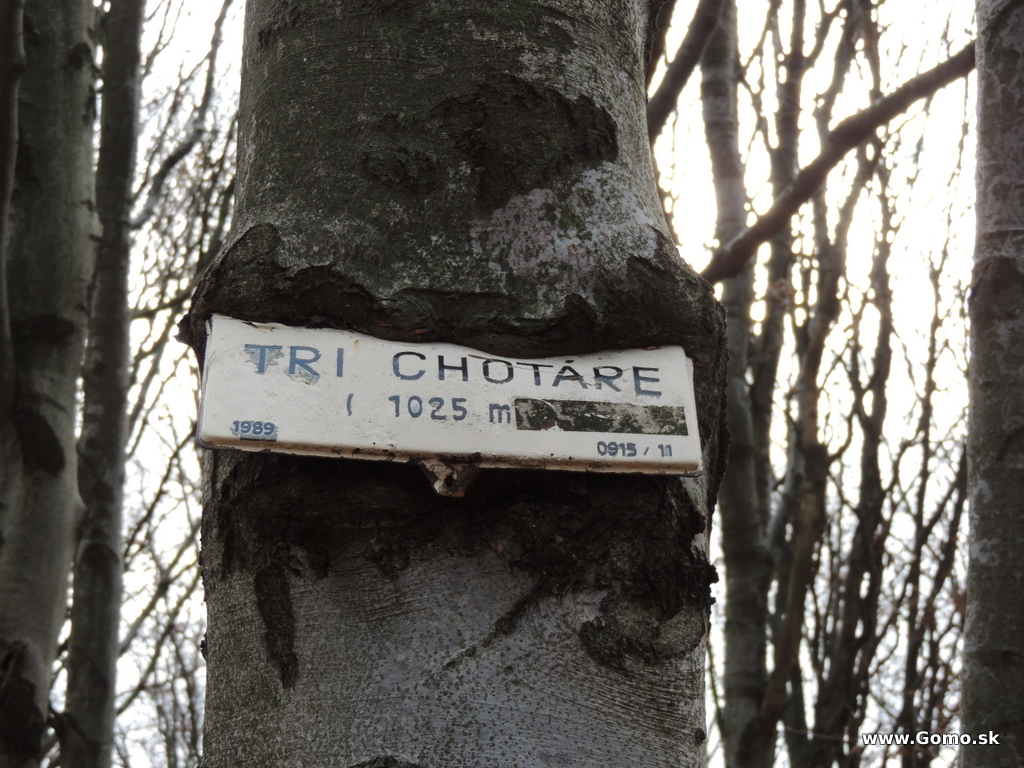 TRI CHOTÁRE
( 1025 m
1989
0915 / 11
www.Gomo.sk